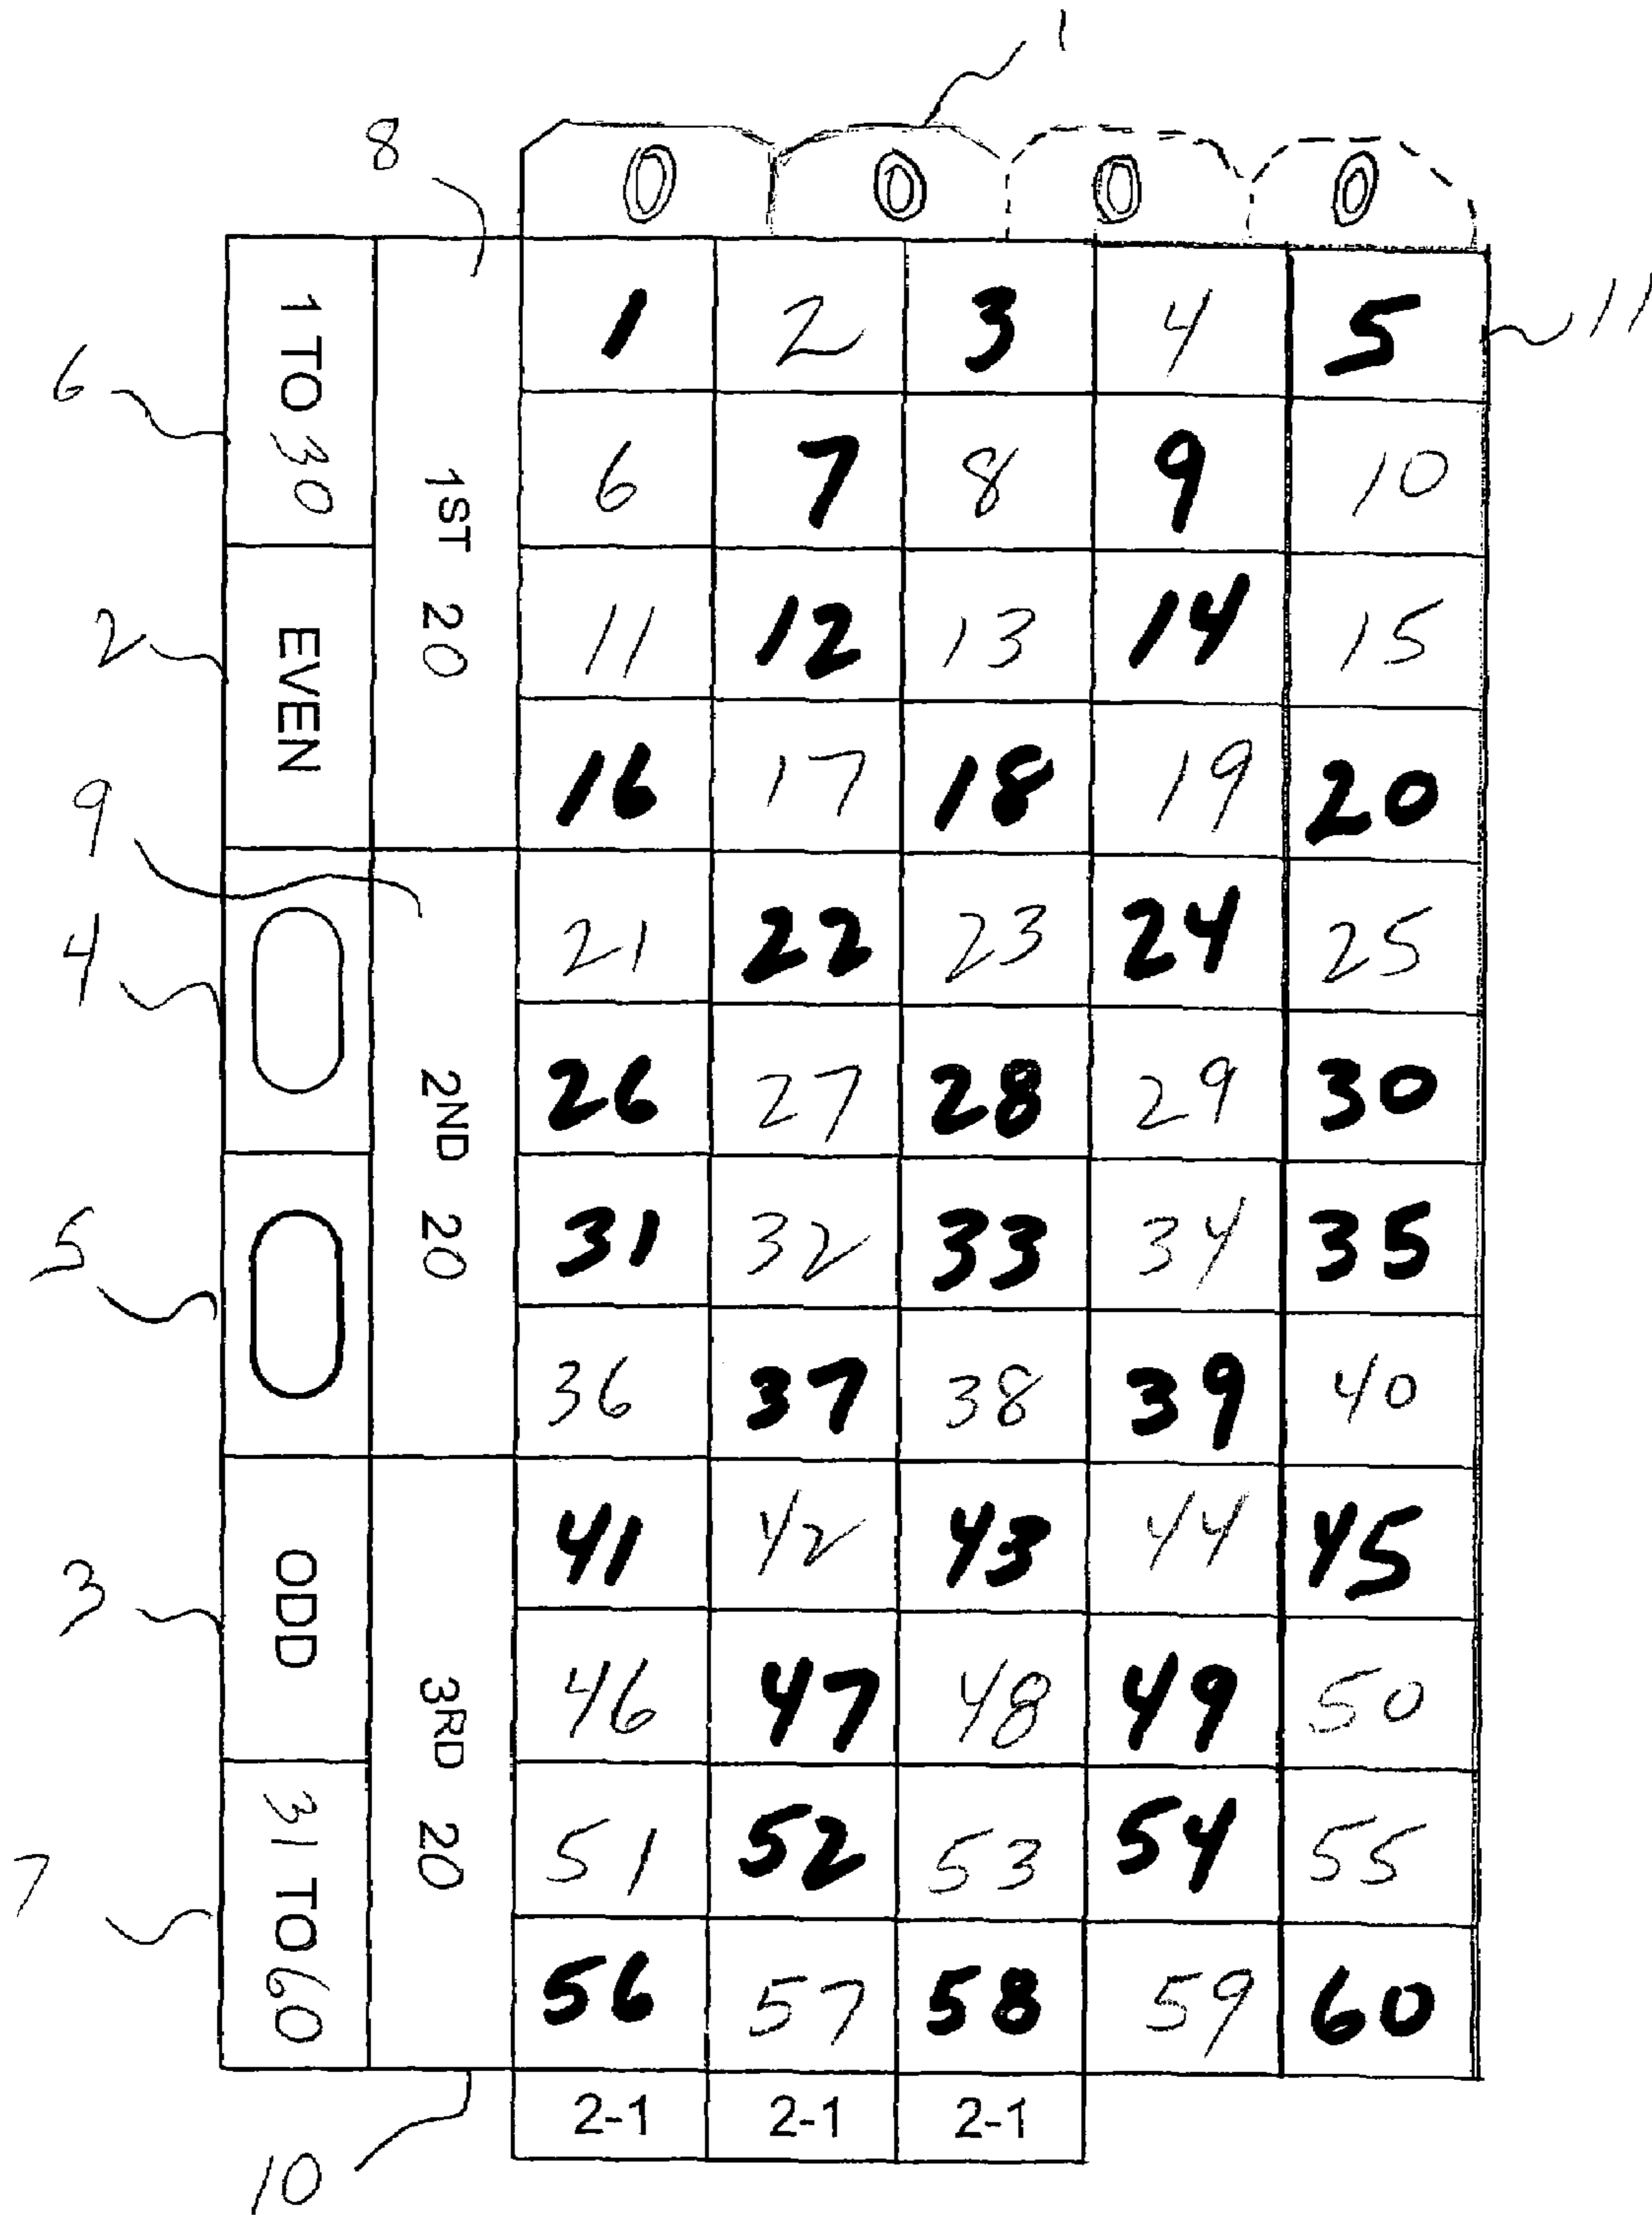 1
8
0 0 0 0
1 2 3 4 5
11
6
1 TO 30
1ST 20
6 7 8 9 10
2
EVEN
11 12 13 14 15
16 17 18 19 20
9
4
21 22 23 24 25
2ND 20
26 27 28 29 30
5
31 32 33 34 35
36 37 38 39 40
3
ODD
3RD 20
41 42 43 44 45
46 47 48 49 50
7
31 TO 60
51 52 53 54 55
56 57 58 59 60
2-1 2-1 2-1
10